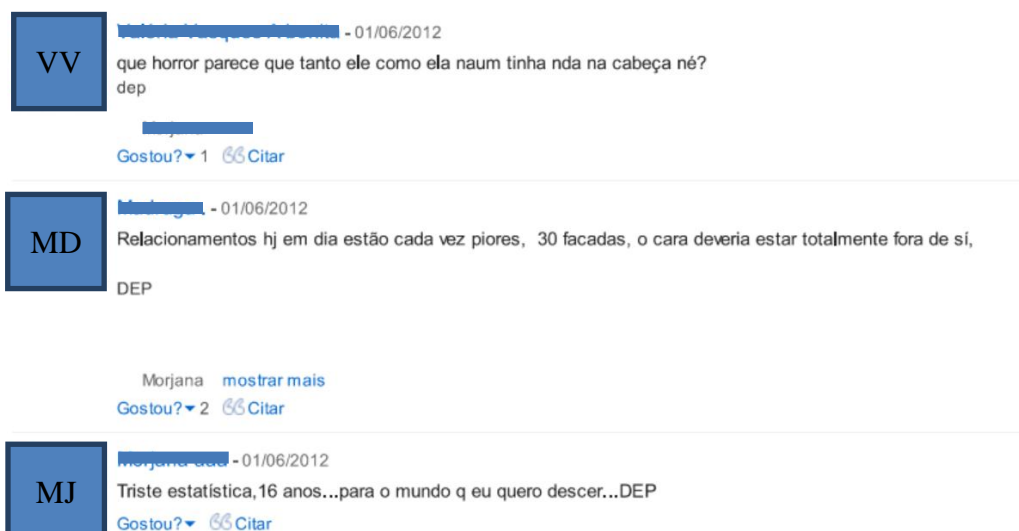 VV
- 01/06/2012
que horror parece que tanto ele como ela naum tinha nda na cabeça né?
dep
Gostou? 1 Citar
MD
- 01/06/2012
Relacionamentos hj em dia estão cada vez piores, 30 facadas, o cara deveria estar totalmente fora de sí,
DEP
Morjana mostrar mais
Gostou? 2 Citar
MJ
- 01/06/2012
Triste estatística,16 anos...para o mundo q eu quero descer...DEP
Gostou? Citar